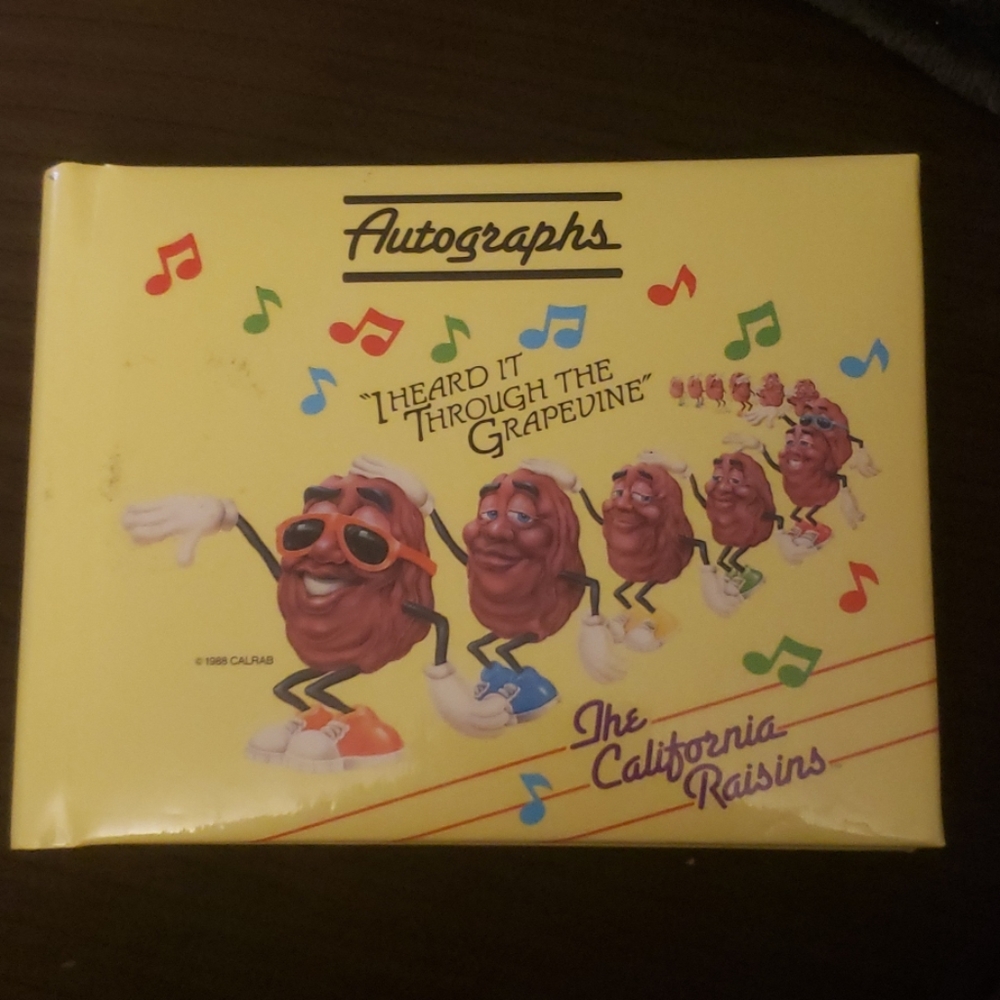 Autographs
"I HEARD IT
THROUGH THE
GRAPEVINE"
© 1988 CALRAB
The
California
Raisins